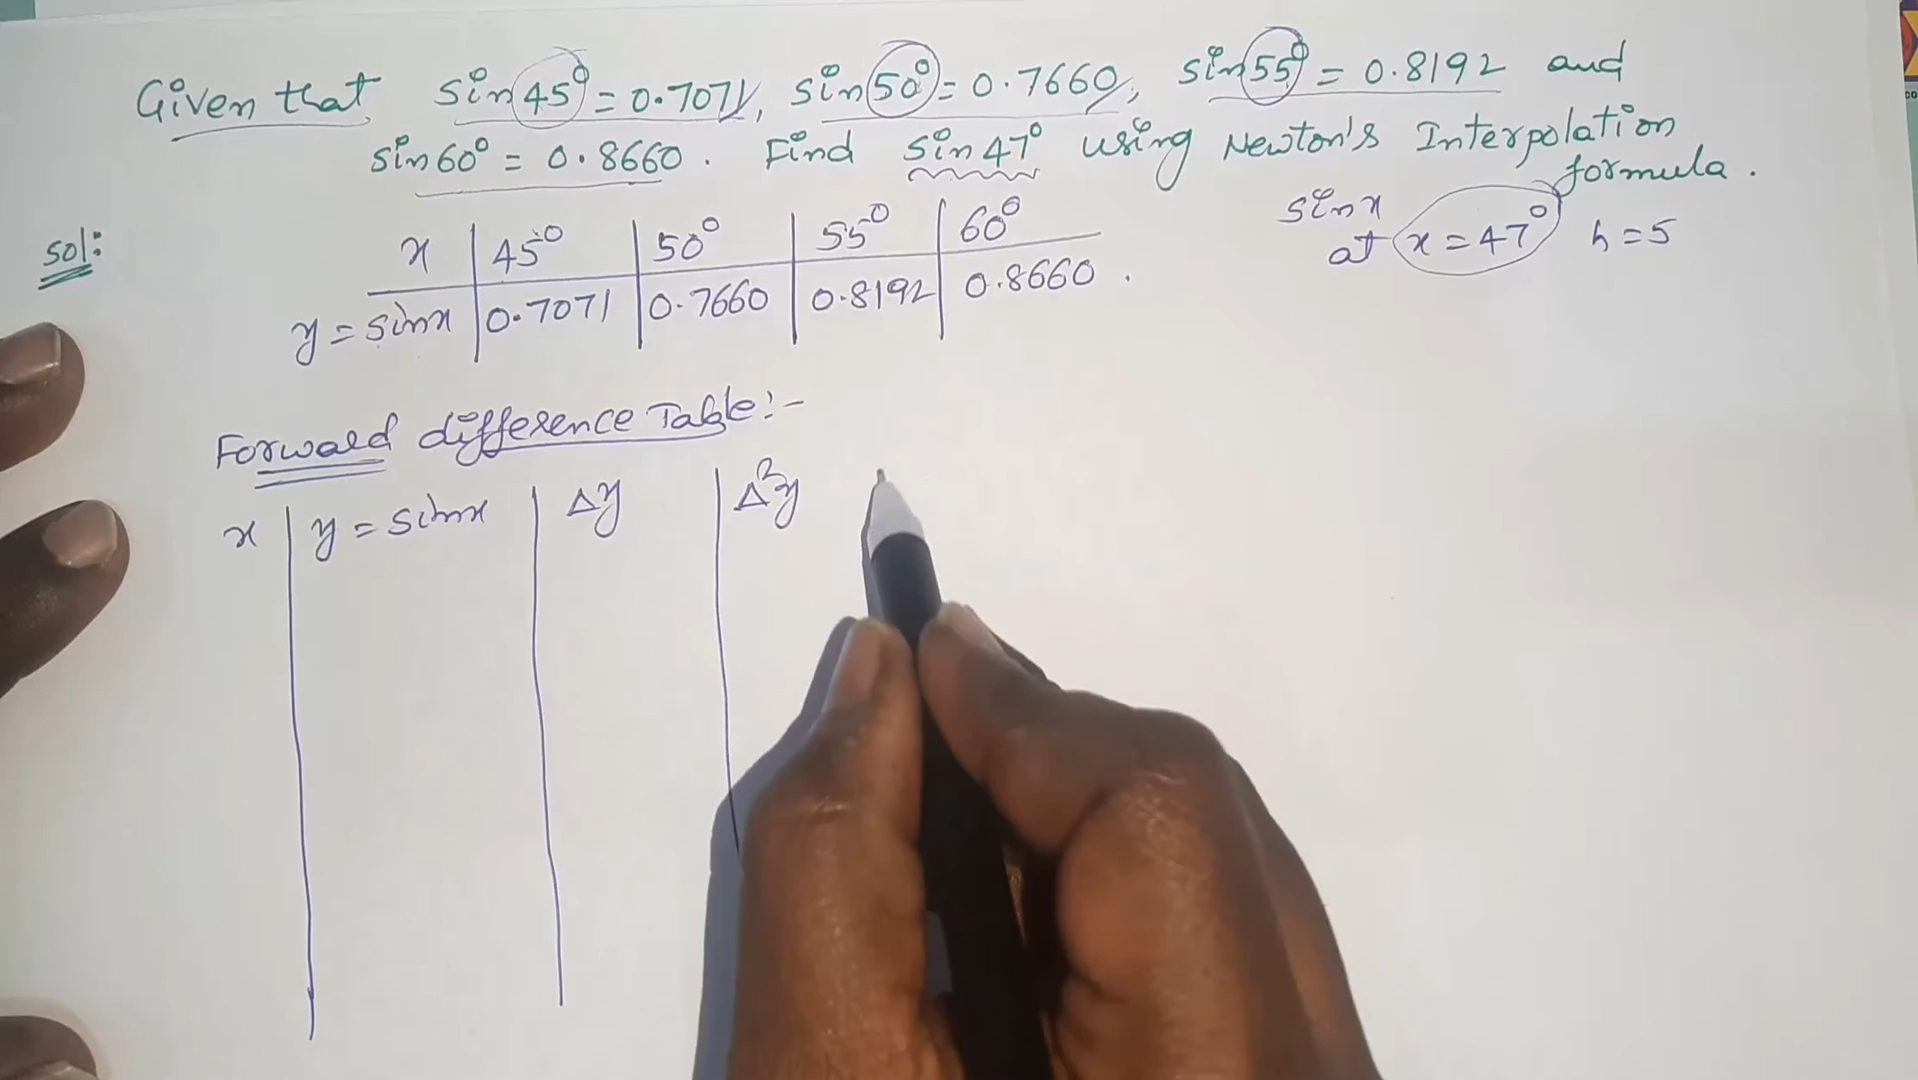 Given that sin45° = 0.7071, sin50° = 0.7660, sin55° = 0.8192 and
sin60° = 0.8660. Find sin47° using Newton's Interpolation
formula.
sol:
x | 45° | 50° | 55° | 60°
y = sinx | 0.7071 | 0.7660 | 0.8192 | 0.8660.
sinx
at x = 47° h = 5
Forward difference Table:-
x | y = sinx | Δy | Δ²y